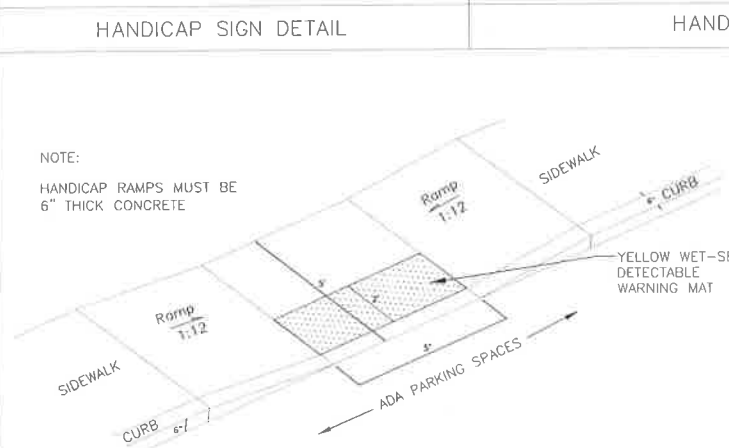 HANDICAP SIGN DETAIL
HAND
NOTE:
HANDICAP RAMPS MUST BE
6" THICK CONCRETE
SIDEWALK
Ramp
1:12
6" CURB
YELLOW WET-SE
DETECTABLE
WARNING MAT
5'
2'
Ramp
1:12
5'
SIDEWALK
ADA PARKING SPACES
CURB 6"